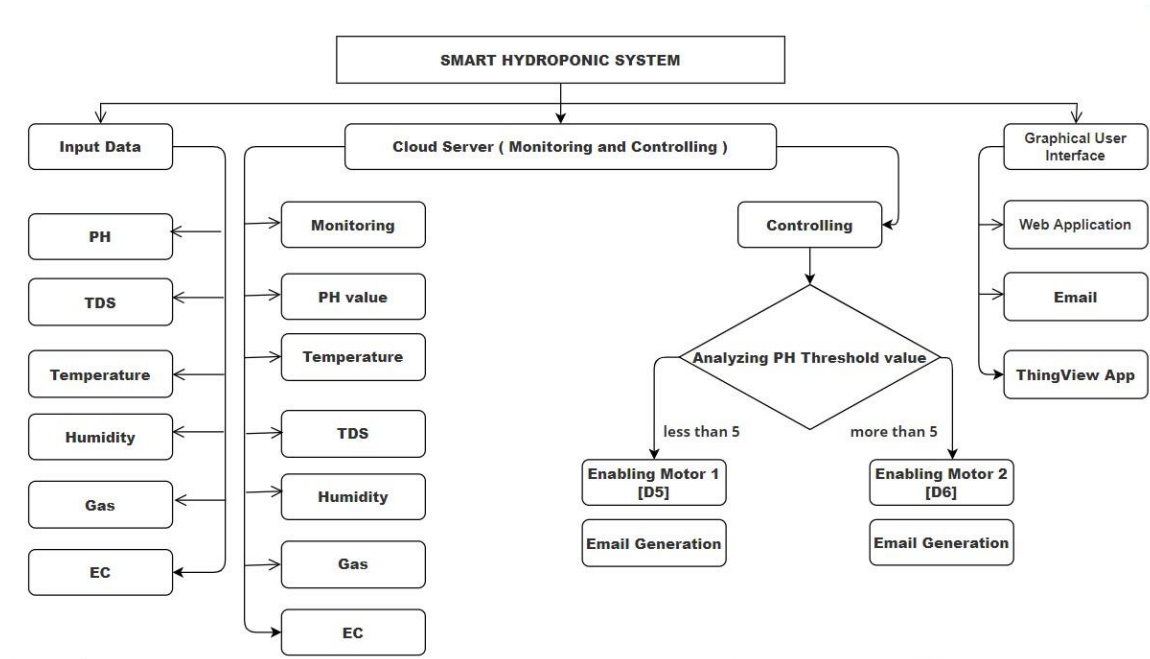 SMART HYDROPONIC SYSTEM
Input Data
PH
TDS
Temperature
Humidity
Gas
EC
Cloud Server ( Monitoring and Controlling )
Monitoring
PH value
Temperature
TDS
Humidity
Gas
EC
Controlling
Analyzing PH Threshold value
less than 5
more than 5
Enabling Motor 1
[D5]
Email Generation
Enabling Motor 2
[D6]
Email Generation
Graphical User
Interface
Web Application
Email
ThingView App